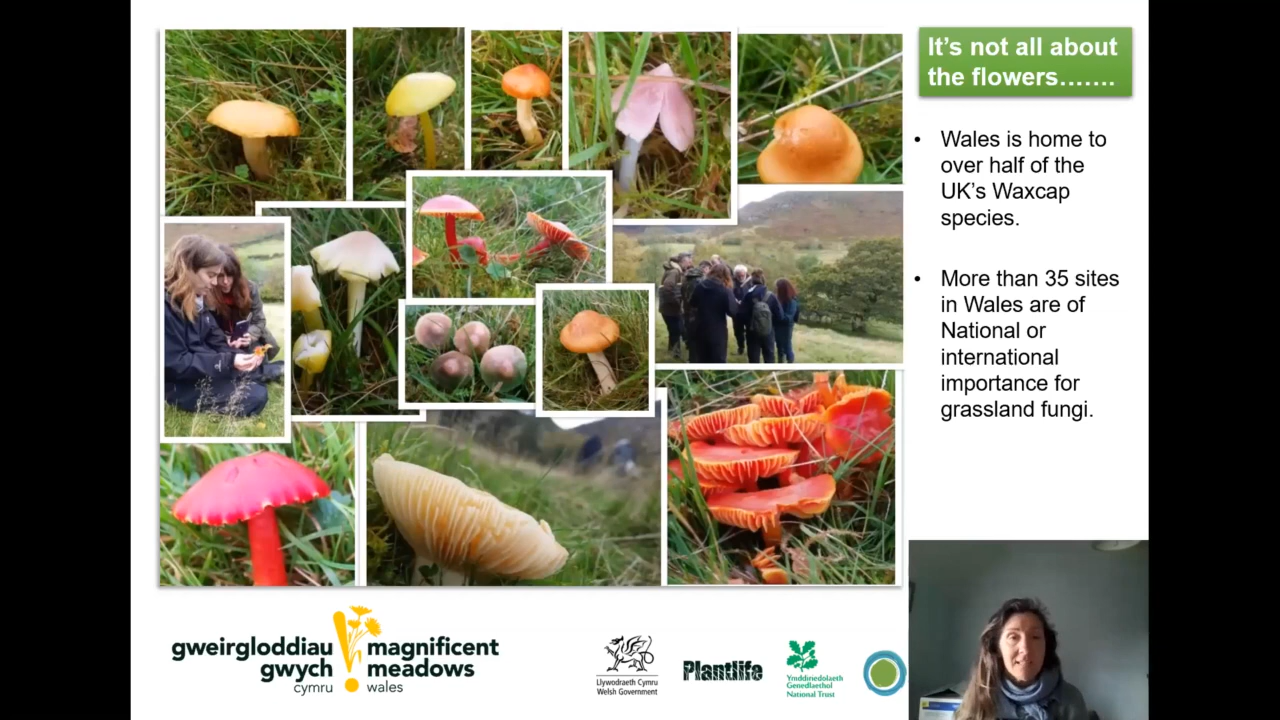 It's not all about
the flowers…….
• Wales is home to
over half of the
UK's Waxcap
species.
• More than 35 sites
in Wales are of
National or
international
importance for
grassland fungi.
gweirgloddiau
gwych
cymru
magnificent
meadows
wales
Llywodraeth Cymru
Welsh Government
Plantlife
Ymddiriedolaeth
Genedlaethol
National Trust